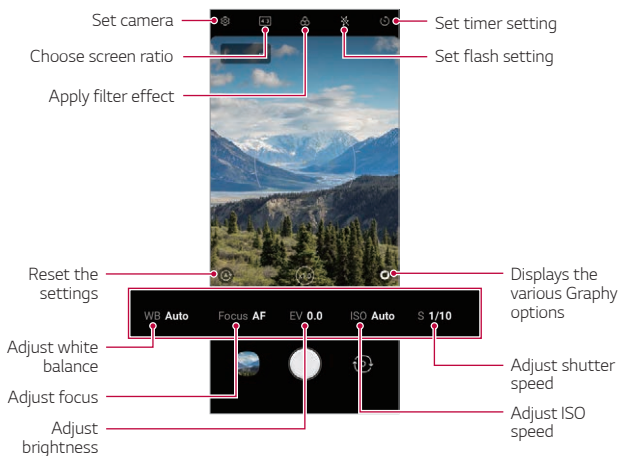 Set camera
Set timer setting
4:3
Choose screen ratio
Set flash setting
Apply filter effect
Reset the
settings
Displays the
various Graphy
options
WB Auto
Focus AF
EV 0.0
ISO Auto
S 1/10
Adjust white
balance
Adjust shutter
speed
Adjust focus
Adjust ISO
speed
Adjust
brightness